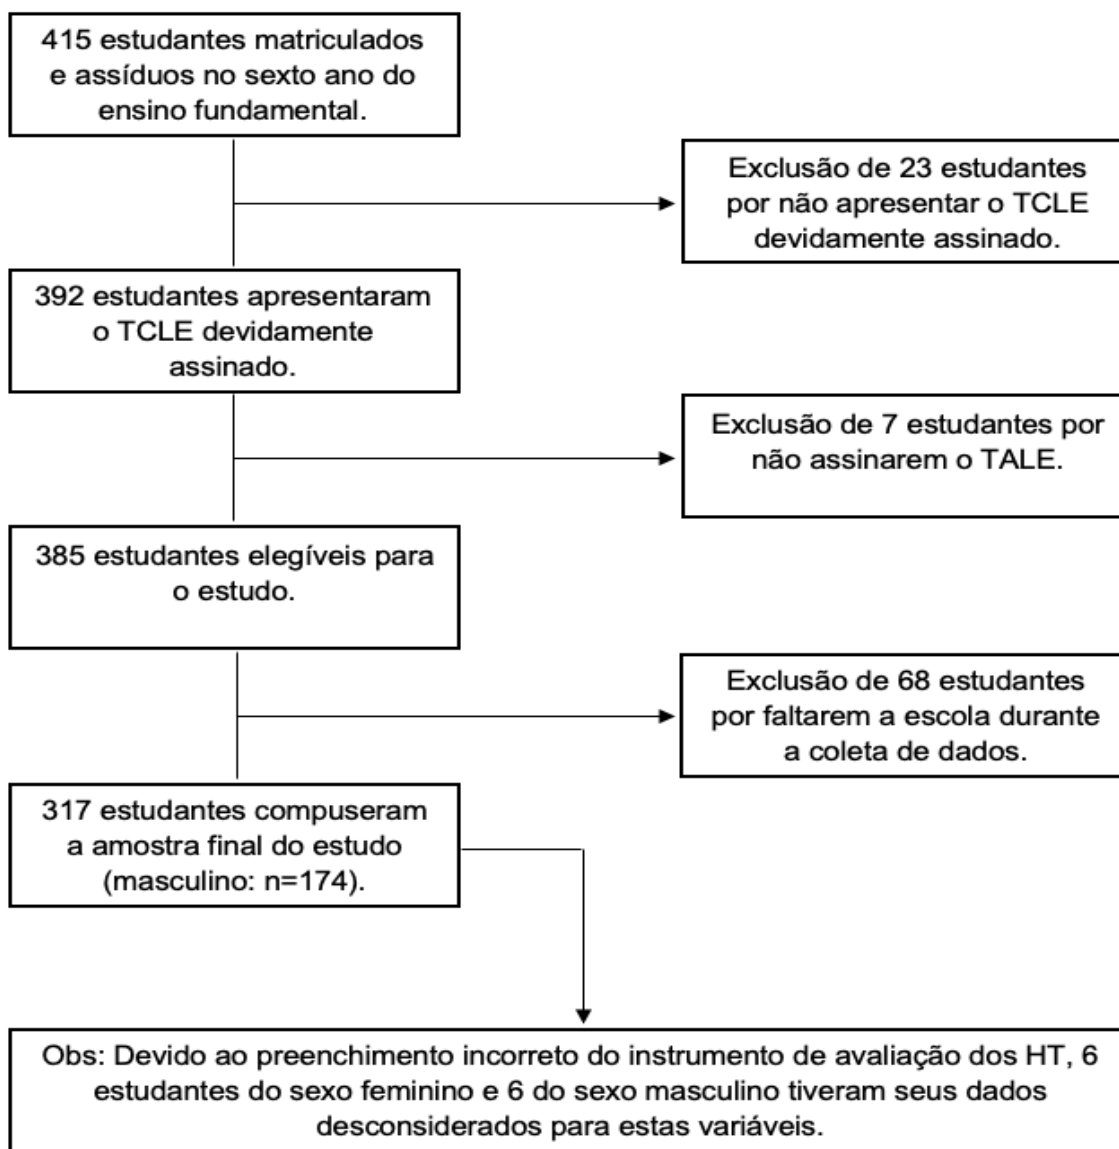 415 estudantes matriculados
e assíduos no sexto ano do
ensino fundamental.
Exclusão de 23 estudantes
por não apresentar o TCLE
devidamente assinado.
392 estudantes apresentaram
o TCLE devidamente
assinado.
Exclusão de 7 estudantes por
não assinarem o TALE.
385 estudantes elegíveis para
o estudo.
Exclusão de 68 estudantes
por faltarem a escola durante
a coleta de dados.
317 estudantes compuseram
a amostra final do estudo
(masculino: n=174).
Obs: Devido ao preenchimento incorreto do instrumento de avaliação dos HT, 6
estudantes do sexo feminino e 6 do sexo masculino tiveram seus dados
desconsiderados para estas variáveis.